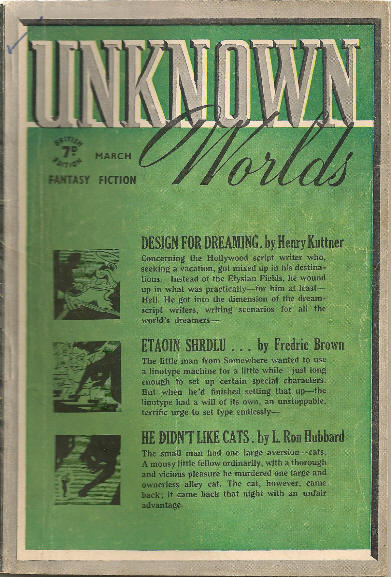 UNKNOWN
Worlds
BRITISH
7D
EDITION
MARCH
FANTASY FICTION
DESIGN FOR DREAMING. by Henry Kuttner
Concerning the Hollywood script writer who,
seeking a vacation, got mixed up in his destina-
tions. Instead of the Elysian Fields, he wound
up in what was practically—for him at least—
Hell. He got into the dimension of the dream-
script writers, writing scenarios for all the
world's dreamers—
ETAOIN SHRDLU . . . by Fredric Brown
The little man from Somewhere wanted to use
a linotype machine for a little while—just long
enough to set up certain special characters.
But when he'd finished setting that up—the
linotype had a will of its own, an unstoppable,
terrific urge to set type endlessly—
HE DIDN'T LIKE CATS. by L. Ron Hubbard
The small man had one large aversion—cats.
A mousy little fellow ordinarily, with a thorough
and vicious pleasure he murdered one large and
ownerless alley cat. The cat, however, came
back; it came back that night with an unfair
advantage.